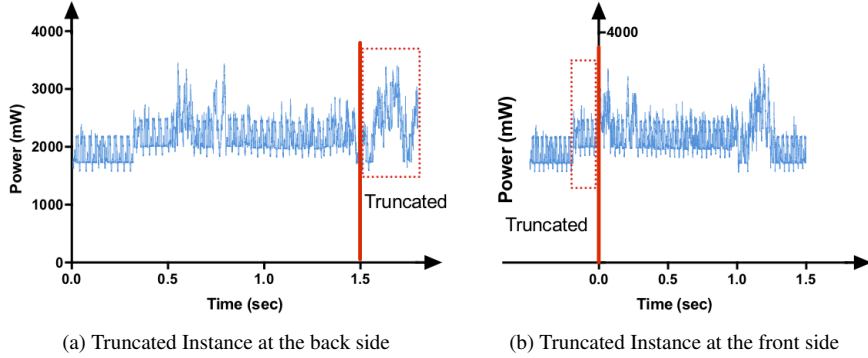 4000
3000
2000
1000
0
Power (mW)
0.0 0.5 1.0 1.5
Time (sec)
Truncated
(a) Truncated Instance at the back side
4000
Power (mW)
Truncated
0.0 0.5 1.0 1.5
Time (sec)
(b) Truncated Instance at the front side